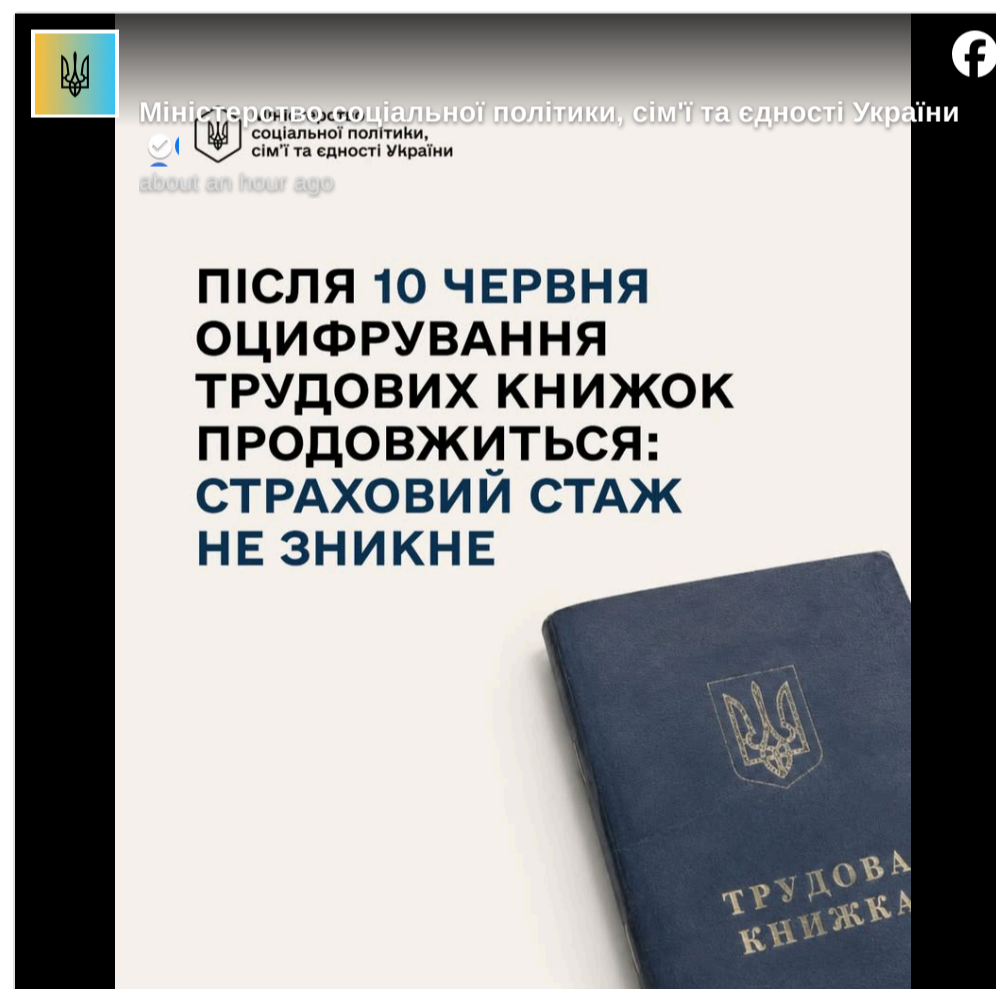 Міністерство соціальної політики, сім'ї та єдності України
Міністерство
соціальної політики,
сім'ї та єдності України
about an hour ago
ПІСЛЯ 10 ЧЕРВНЯ
ОЦИФРУВАННЯ
ТРУДОВИХ КНИЖОК
ПРОДОВЖИТЬСЯ:
СТРАХОВИЙ СТАЖ
НЕ ЗНИКНЕ
ТРУДОВА
КНИЖКА